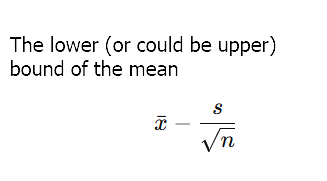 The lower (or could be upper)
bound of the mean
x̄ − s/√n